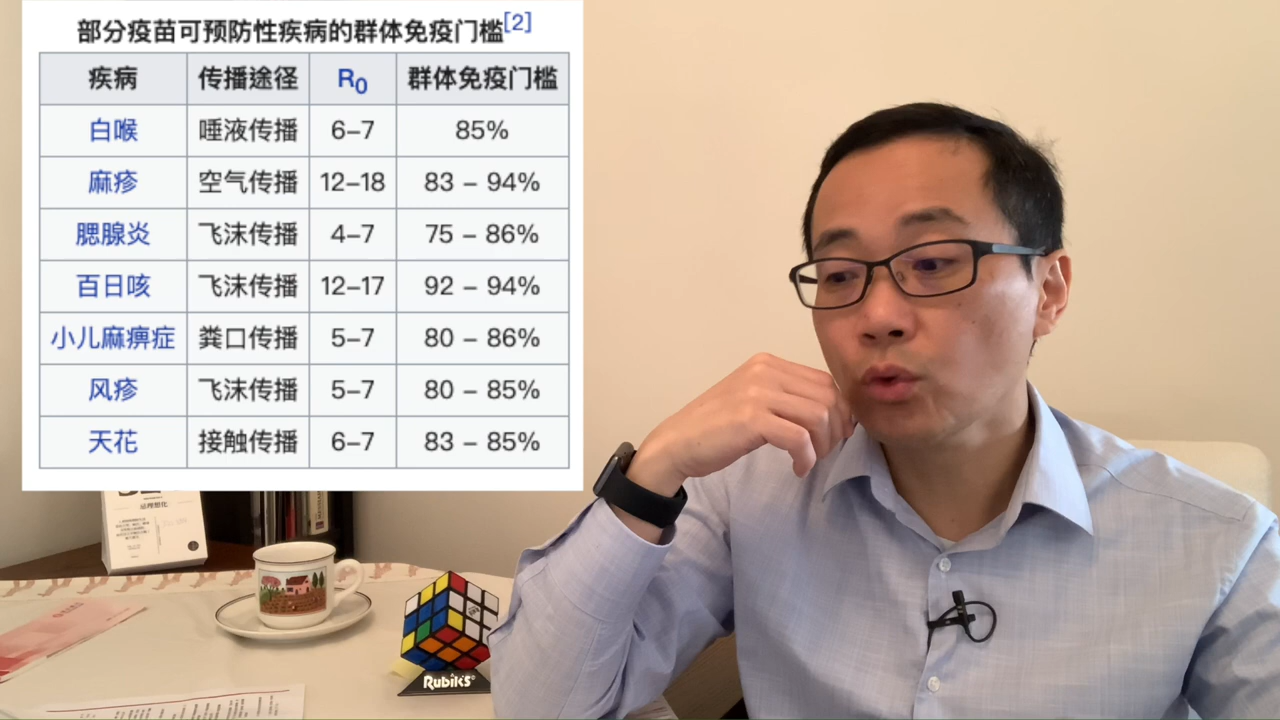 部分疫苗可预防性疾病的群体免疫门槛[2]
疾病 传播途径 R0 群体免疫门槛
白喉 唾液传播 6–7 85%
麻疹 空气传播 12–18 83 – 94%
腮腺炎 飞沫传播 4–7 75 – 86%
百日咳 飞沫传播 12–17 92 – 94%
小儿麻痹症 粪口传播 5–7 80 – 86%
风疹 飞沫传播 5–7 80 – 85%
天花 接触传播 6–7 83 – 85%
Rubik's